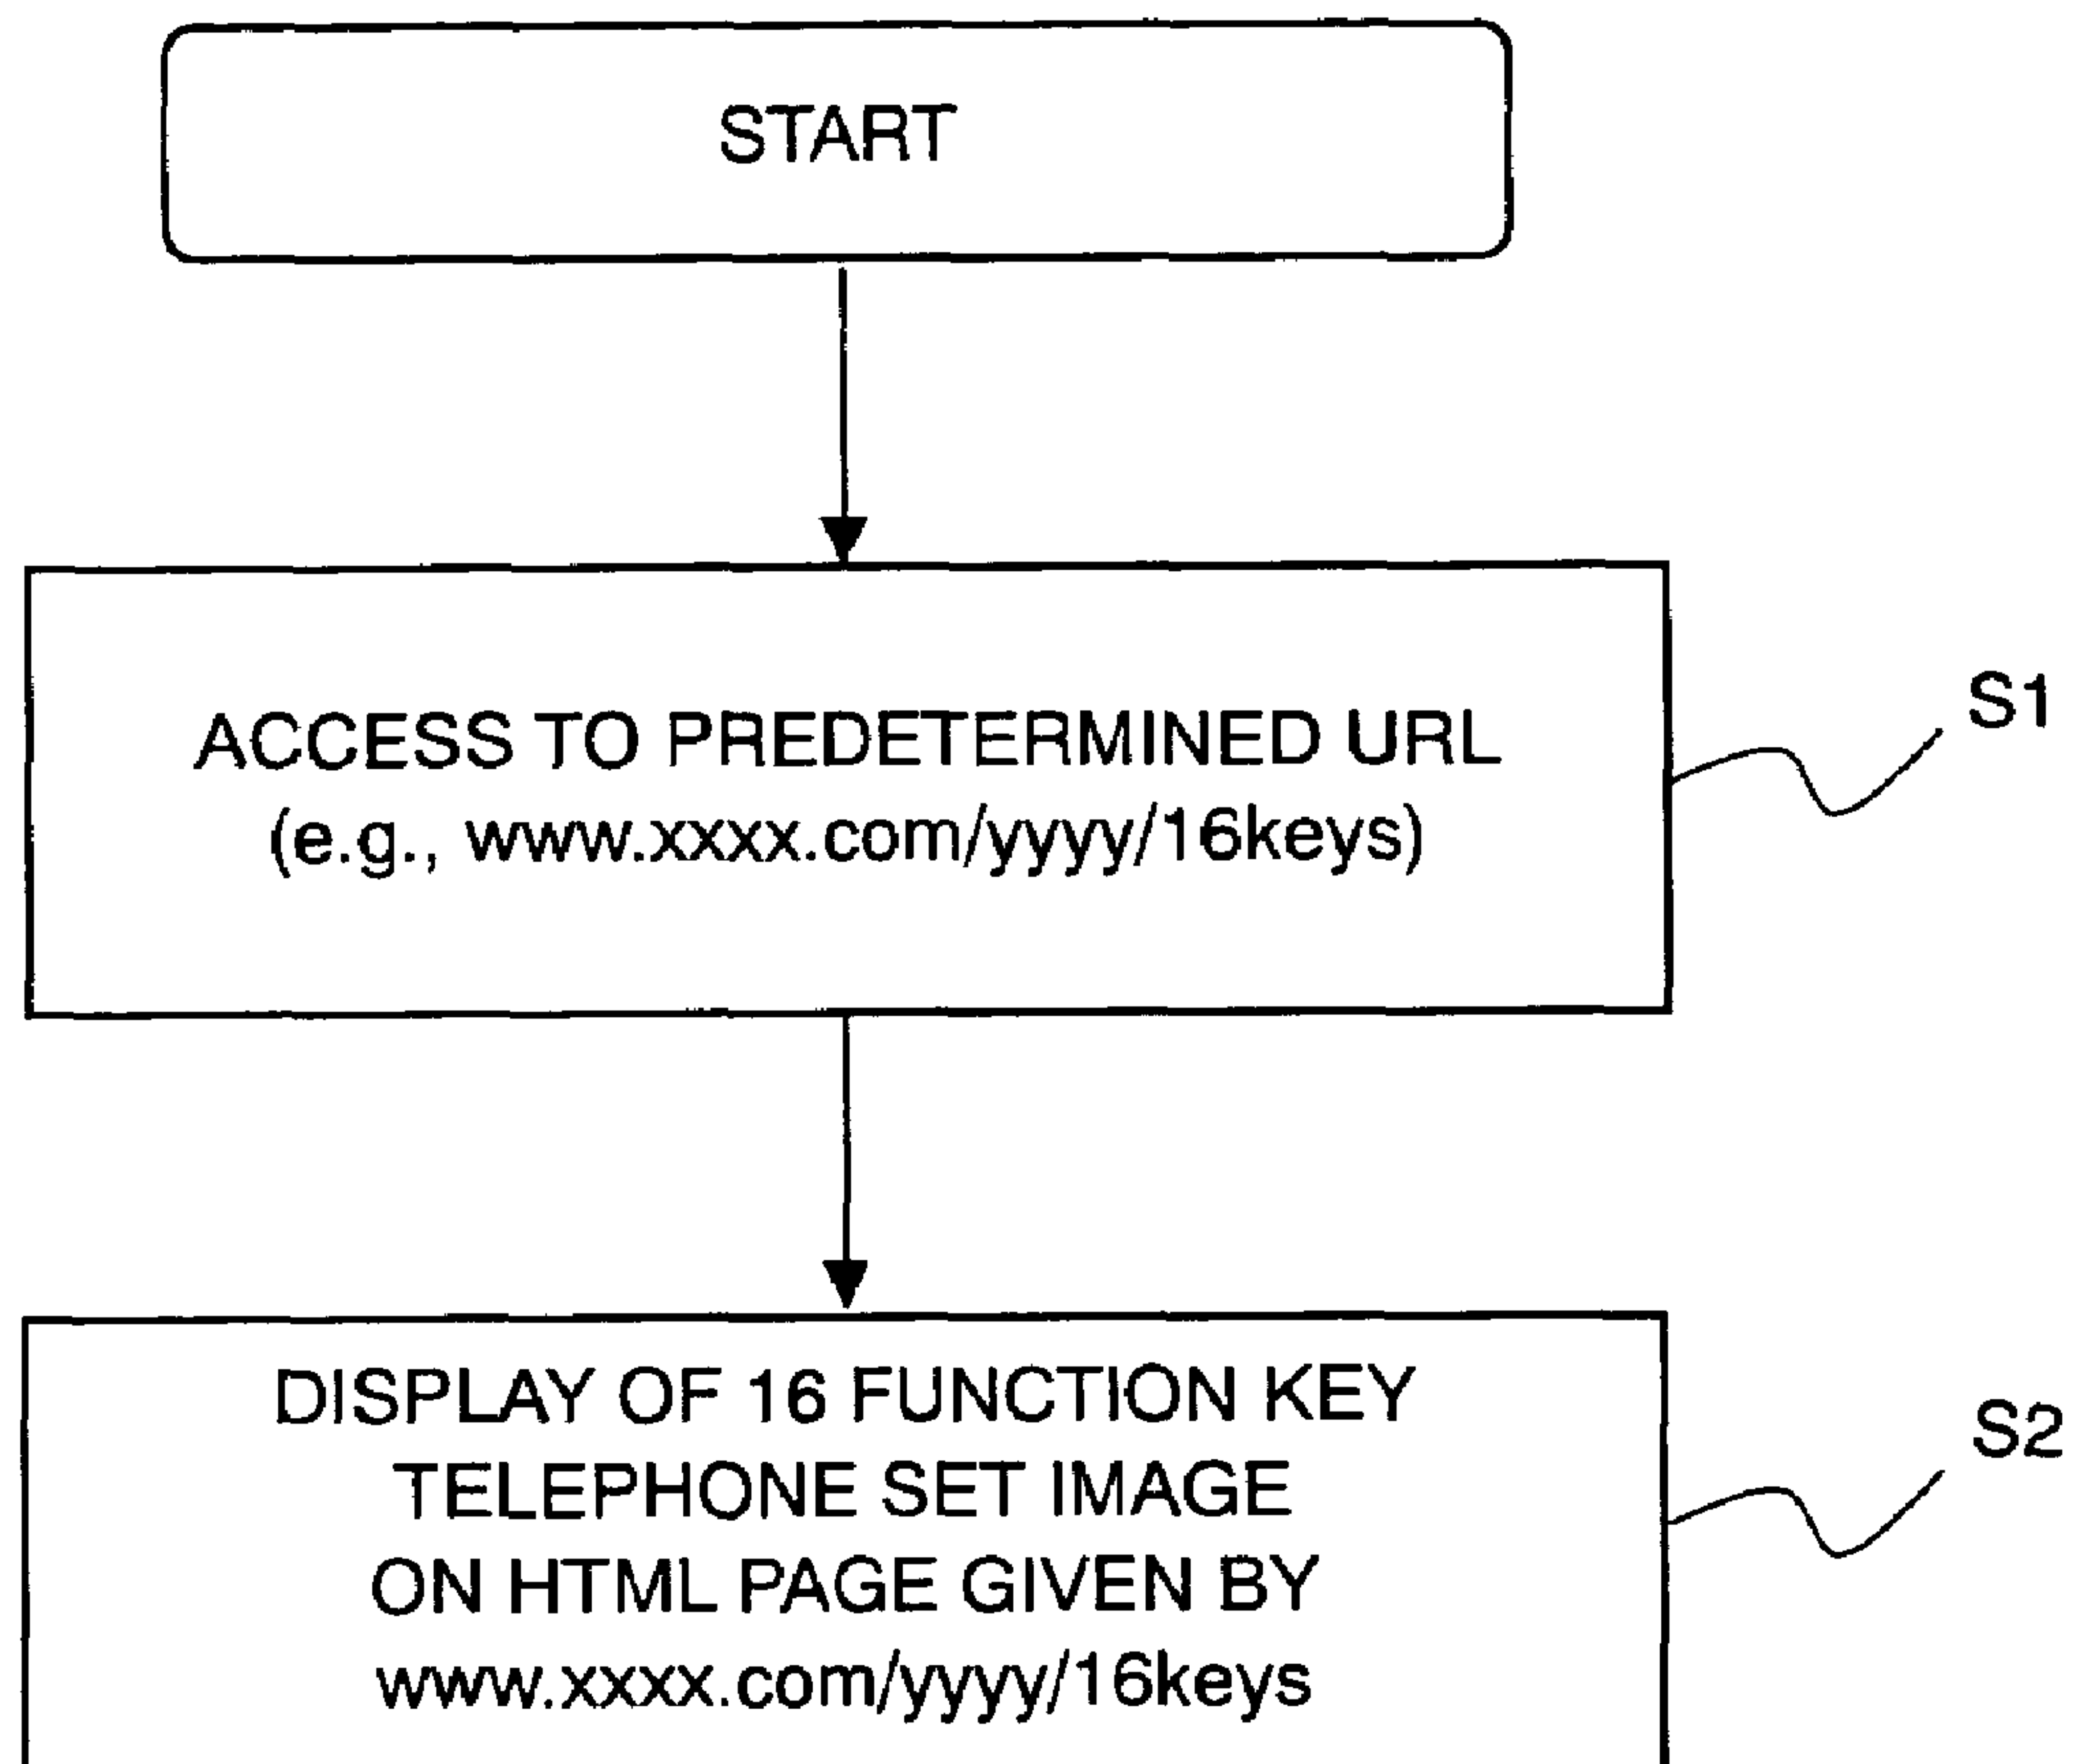 START
ACCESS TO PREDETERMINED URL
(e.g., www.xxxx.com/yyyy/16keys)
S1
DISPLAY OF 16 FUNCTION KEY
TELEPHONE SET IMAGE
ON HTML PAGE GIVEN BY
www.xxxx.com/yyyy/16keys
S2